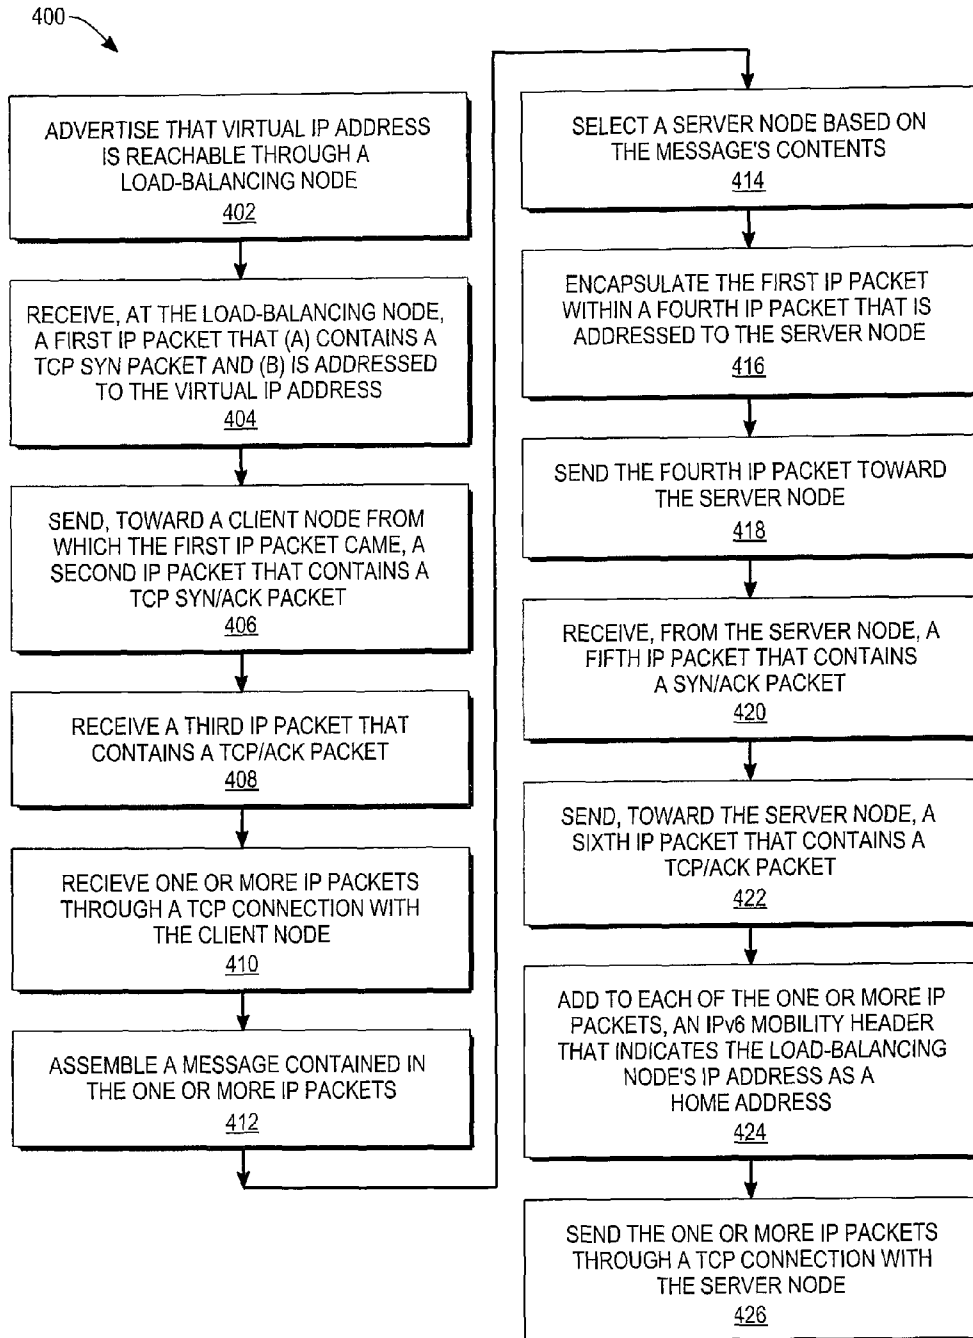 400
ADVERTISE THAT VIRTUAL IP ADDRESS
IS REACHABLE THROUGH A
LOAD-BALANCING NODE
402
RECEIVE, AT THE LOAD-BALANCING NODE,
A FIRST IP PACKET THAT (A) CONTAINS A
TCP SYN PACKET AND (B) IS ADDRESSED
TO THE VIRTUAL IP ADDRESS
404
SEND, TOWARD A CLIENT NODE FROM
WHICH THE FIRST IP PACKET CAME, A
SECOND IP PACKET THAT CONTAINS A
TCP SYN/ACK PACKET
406
RECEIVE A THIRD IP PACKET THAT
CONTAINS A TCP/ACK PACKET
408
RECIEVE ONE OR MORE IP PACKETS
THROUGH A TCP CONNECTION WITH
THE CLIENT NODE
410
ASSEMBLE A MESSAGE CONTAINED IN
THE ONE OR MORE IP PACKETS
412
SELECT A SERVER NODE BASED ON
THE MESSAGE'S CONTENTS
414
ENCAPSULATE THE FIRST IP PACKET
WITHIN A FOURTH IP PACKET THAT IS
ADDRESSED TO THE SERVER NODE
416
SEND THE FOURTH IP PACKET TOWARD
THE SERVER NODE
418
RECEIVE, FROM THE SERVER NODE, A
FIFTH IP PACKET THAT CONTAINS
A SYN/ACK PACKET
420
SEND, TOWARD THE SERVER NODE, A
SIXTH IP PACKET THAT CONTAINS A
TCP/ACK PACKET
422
ADD TO EACH OF THE ONE OR MORE IP
PACKETS, AN IPv6 MOBILITY HEADER
THAT INDICATES THE LOAD-BALANCING
NODE'S IP ADDRESS AS A
HOME ADDRESS
424
SEND THE ONE OR MORE IP PACKETS
THROUGH A TCP CONNECTION WITH
THE SERVER NODE
426